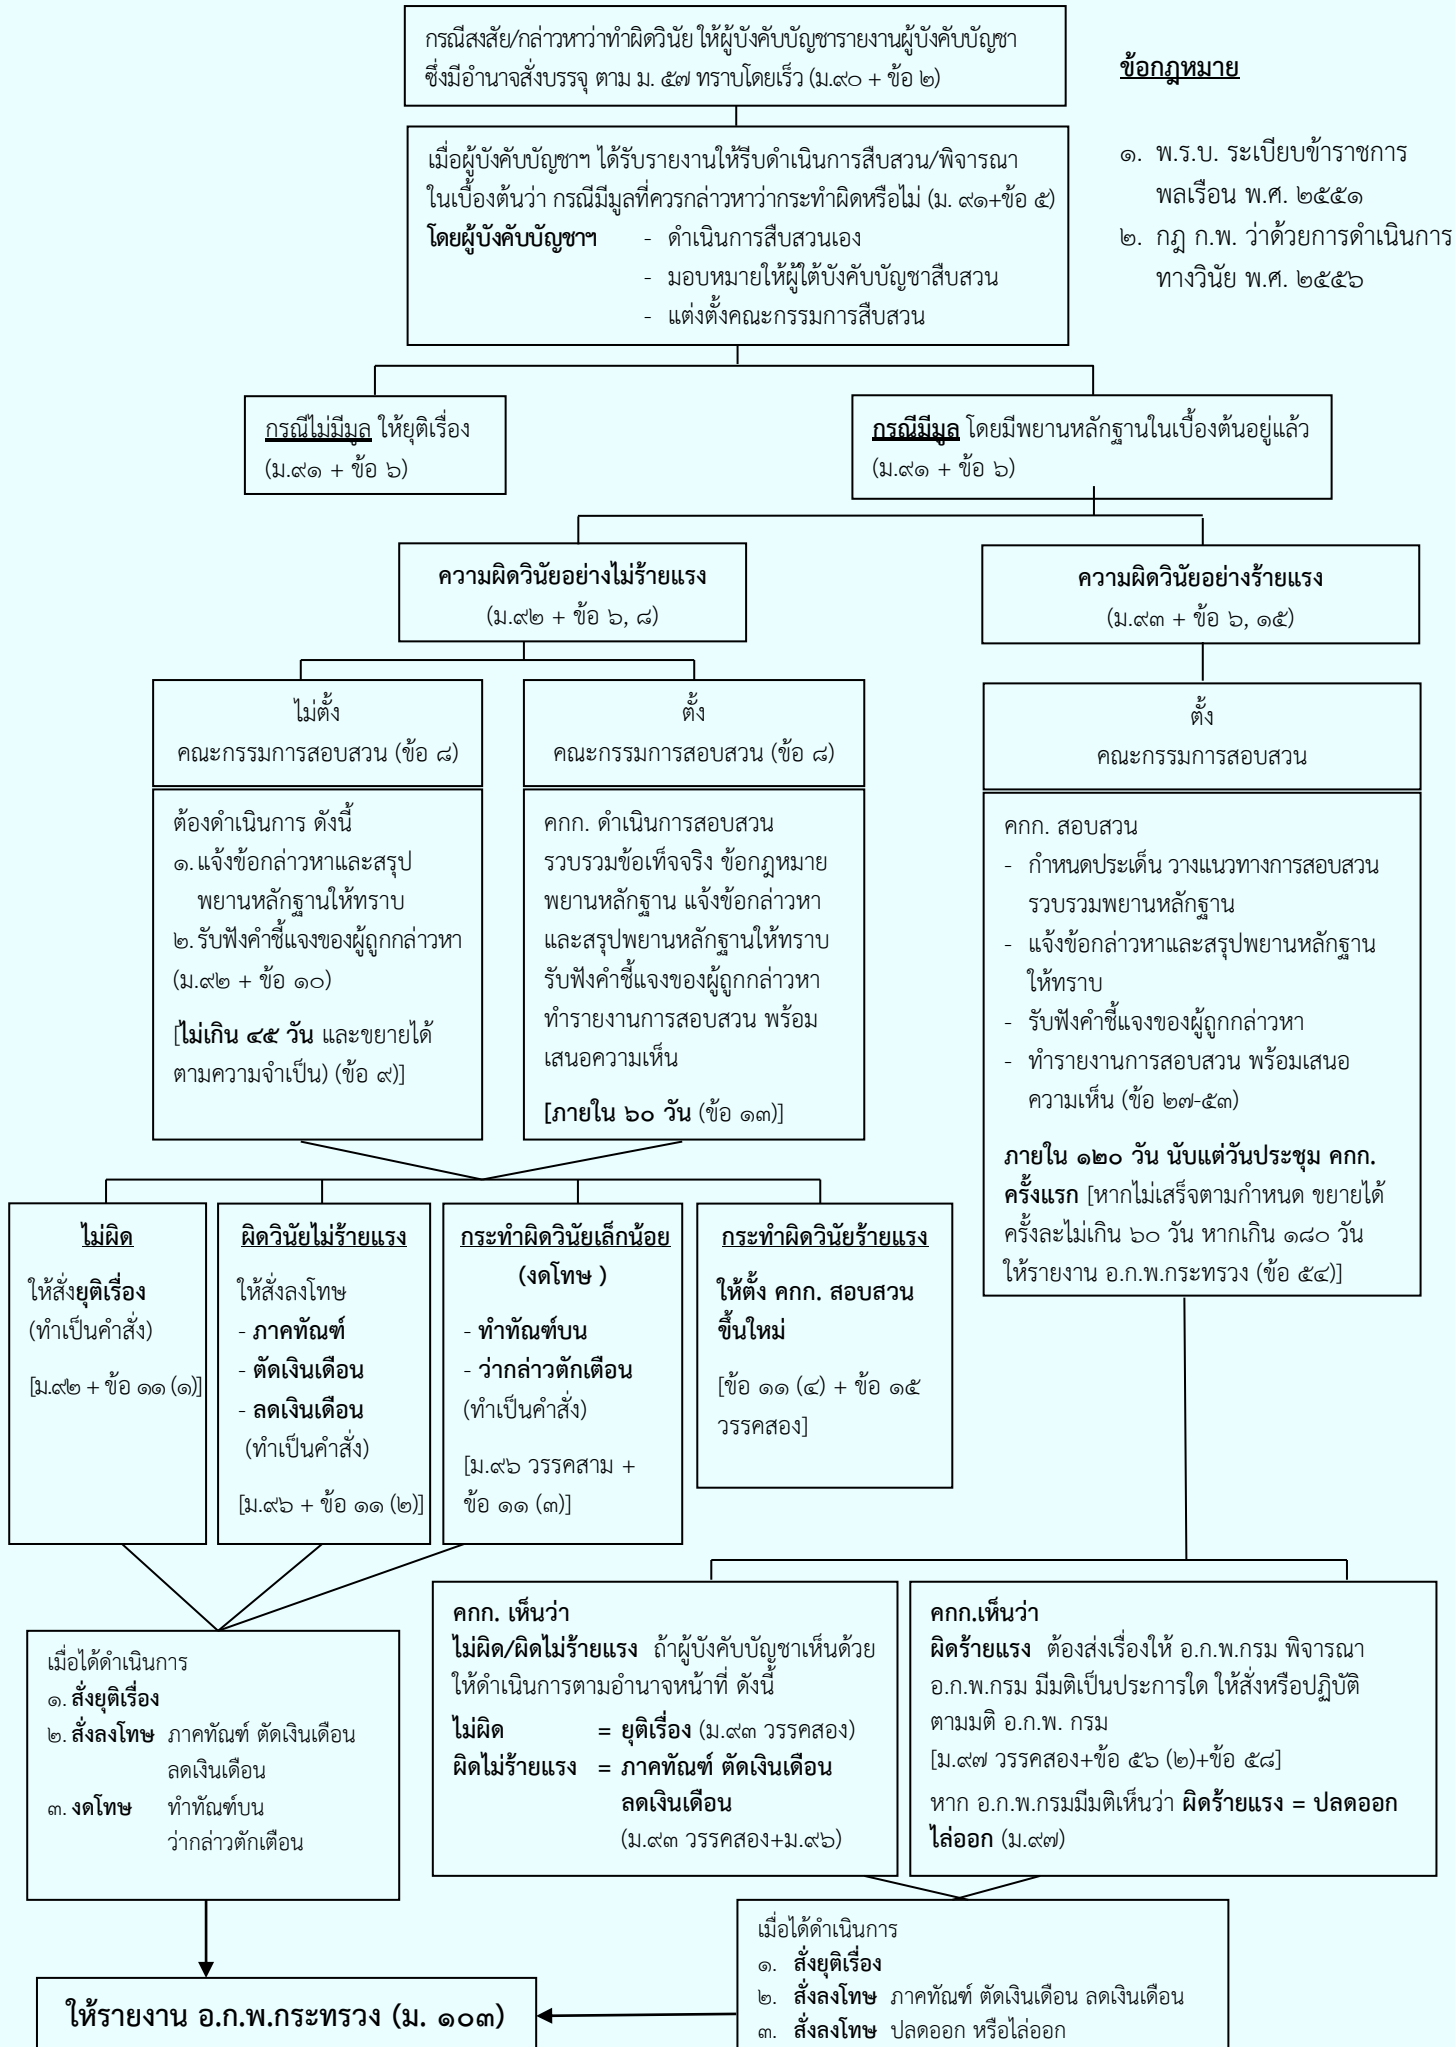 กรณีสงสัย/กล่าวหาว่าทำผิดวินัย ให้ผู้บังคับบัญชารายงานผู้บังคับบัญชา
ซึ่งมีอำนาจสั่งบรรจุ ตาม ม. ๕๗ ทราบโดยเร็ว (ม.๙๐ + ข้อ ๒)
ข้อกฎหมาย
๑. พ.ร.บ. ระเบียบข้าราชการ
พลเรือน พ.ศ. ๒๕๕๑
๒. กฎ ก.พ. ว่าด้วยการดำเนินการ
ทางวินัย พ.ศ. ๒๕๕๖
เมื่อผู้บังคับบัญชาฯ ได้รับรายงานให้รีบดำเนินการสืบสวน/พิจารณา
ในเบื้องต้นว่า กรณีมีมูลที่ควรกล่าวหาว่ากระทำผิดหรือไม่ (ม. ๙๑+ข้อ ๕)
โดยผู้บังคับบัญชาฯ - ดำเนินการสืบสวนเอง
- มอบหมายให้ผู้ใต้บังคับบัญชาสืบสวน
- แต่งตั้งคณะกรรมการสืบสวน
กรณีไม่มีมูล ให้ยุติเรื่อง
(ม.๙๑ + ข้อ ๖)
กรณีมีมูล โดยมีพยานหลักฐานในเบื้องต้นอยู่แล้ว
(ม.๙๑ + ข้อ ๖)
ความผิดวินัยอย่างไม่ร้ายแรง
(ม.๙๒ + ข้อ ๖, ๘)
ความผิดวินัยอย่างร้ายแรง
(ม.๙๓ + ข้อ ๖, ๑๕)
ไม่ตั้ง
คณะกรรมการสอบสวน (ข้อ ๘)
ตั้ง
คณะกรรมการสอบสวน (ข้อ ๘)
ตั้ง
คณะกรรมการสอบสวน
ต้องดำเนินการ ดังนี้
๑. แจ้งข้อกล่าวหาและสรุป
พยานหลักฐานให้ทราบ
๒. รับฟังคำชี้แจงของผู้ถูกกล่าวหา
(ม.๙๒ + ข้อ ๑๐)
[ไม่เกิน ๔๕ วัน และขยายได้
ตามความจำเป็น) (ข้อ ๙)]
คกก. ดำเนินการสอบสวน
รวบรวมข้อเท็จจริง ข้อกฎหมาย
พยานหลักฐาน แจ้งข้อกล่าวหา
และสรุปพยานหลักฐานให้ทราบ
รับฟังคำชี้แจงของผู้ถูกกล่าวหา
ทำรายงานการสอบสวน พร้อม
เสนอความเห็น
[ภายใน ๖๐ วัน (ข้อ ๑๓)]
คกก. สอบสวน
- กำหนดประเด็น วางแนวทางการสอบสวน
รวบรวมพยานหลักฐาน
- แจ้งข้อกล่าวหาและสรุปพยานหลักฐาน
ให้ทราบ
- รับฟังคำชี้แจงของผู้ถูกกล่าวหา
- ทำรายงานการสอบสวน พร้อมเสนอ
ความเห็น (ข้อ ๒๗-๕๓)
ภายใน ๑๒๐ วัน นับแต่วันประชุม คกก.
ครั้งแรก [หากไม่เสร็จตามกำหนด ขยายได้
ครั้งละไม่เกิน ๖๐ วัน หากเกิน ๑๘๐ วัน
ให้รายงาน อ.ก.พ.กระทรวง (ข้อ ๕๔)]
ไม่ผิด
ให้สั่งยุติเรื่อง
(ทำเป็นคำสั่ง)
[ม.๙๒ + ข้อ ๑๑ (๑)]
ผิดวินัยไม่ร้ายแรง
ให้สั่งลงโทษ
- ภาคทัณฑ์
- ตัดเงินเดือน
- ลดเงินเดือน
(ทำเป็นคำสั่ง)
[ม.๙๖ + ข้อ ๑๑ (๒)]
กระทำผิดวินัยเล็กน้อย
(งดโทษ )
- ทำทัณฑ์บน
- ว่ากล่าวตักเตือน
(ทำเป็นคำสั่ง)
[ม.๙๖ วรรคสาม +
ข้อ ๑๑ (๓)]
กระทำผิดวินัยร้ายแรง
ให้ตั้ง คกก. สอบสวน
ขึ้นใหม่
[ข้อ ๑๑ (๔) + ข้อ ๑๕
วรรคสอง]
เมื่อได้ดำเนินการ
๑. สั่งยุติเรื่อง
๒. สั่งลงโทษ ภาคทัณฑ์ ตัดเงินเดือน
ลดเงินเดือน
๓. งดโทษ ทำทัณฑ์บน
ว่ากล่าวตักเตือน
คกก. เห็นว่า
ไม่ผิด/ผิดไม่ร้ายแรง ถ้าผู้บังคับบัญชาเห็นด้วย
ให้ดำเนินการตามอำนาจหน้าที่ ดังนี้
ไม่ผิด = ยุติเรื่อง (ม.๙๓ วรรคสอง)
ผิดไม่ร้ายแรง = ภาคทัณฑ์ ตัดเงินเดือน
ลดเงินเดือน
(ม.๙๓ วรรคสอง+ม.๙๖)
คกก.เห็นว่า
ผิดร้ายแรง ต้องส่งเรื่องให้ อ.ก.พ.กรม พิจารณา
อ.ก.พ.กรม มีมติเป็นประการใด ให้สั่งหรือปฏิบัติ
ตามมติ อ.ก.พ. กรม
[ม.๙๗ วรรคสอง+ข้อ ๕๖ (๒)+ข้อ ๕๘]
หาก อ.ก.พ.กรมมีมติเห็นว่า ผิดร้ายแรง = ปลดออก
ไล่ออก (ม.๙๗)
เมื่อได้ดำเนินการ
๑. สั่งยุติเรื่อง
๒. สั่งลงโทษ ภาคทัณฑ์ ตัดเงินเดือน ลดเงินเดือน
๓. สั่งลงโทษ ปลดออก หรือไล่ออก
ให้รายงาน อ.ก.พ.กระทรวง (ม. ๑๐๓)